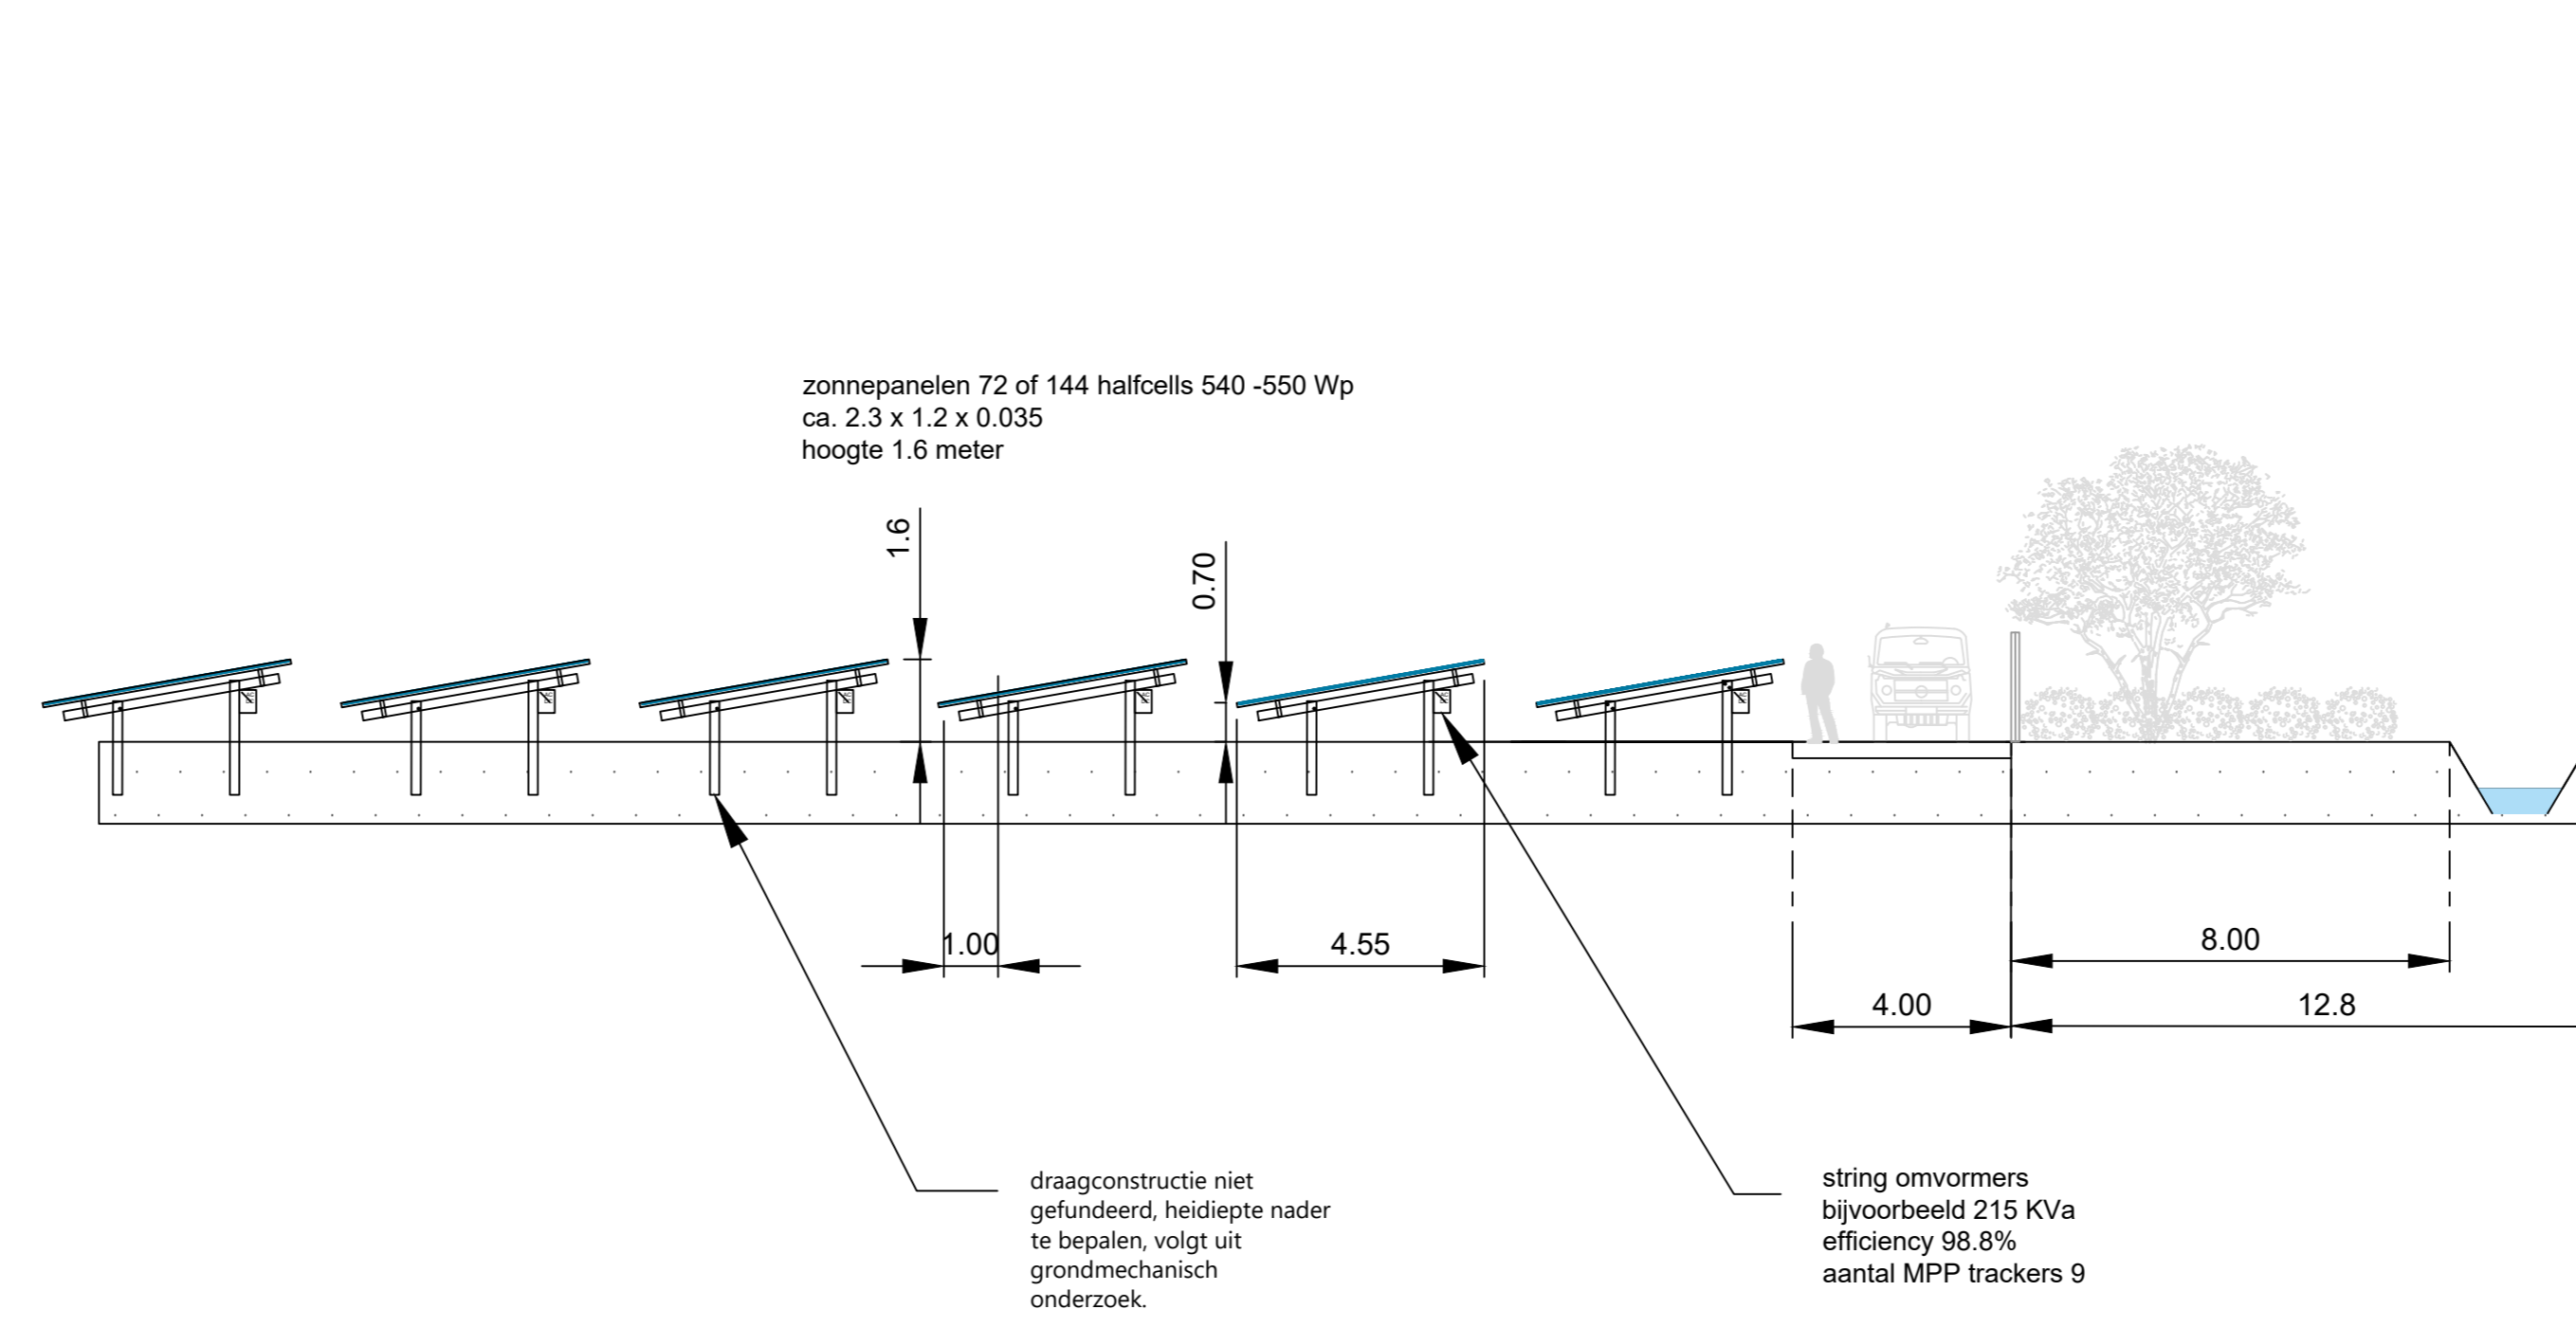 zonnepanelen 72 of 144 halfcells 540 -550 Wp
ca. 2.3 x 1.2 x 0.035
hoogte 1.6 meter
1.6
0.70
1.00
4.55
8.00
4.00
12.8
draagconstructie niet
gefundeerd, heidiepte nader
te bepalen, volgt uit
grondmechanisch
onderzoek.
string omvormers
bijvoorbeeld 215 KVa
efficiency 98.8%
aantal MPP trackers 9